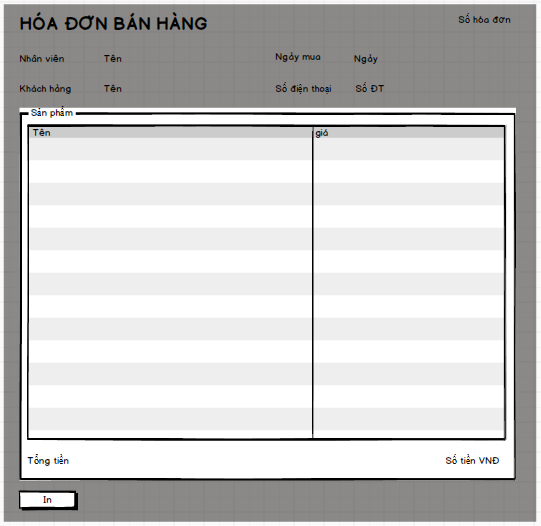 HÓA ĐƠN BÁN HÀNG Số hóa đơn
Nhân viên Tên Ngày mua Ngày
Khách hàng Tên Số điện thoại Số ĐT
Sản phẩm
Tên giá
Tổng tiền Số tiền VNĐ
In